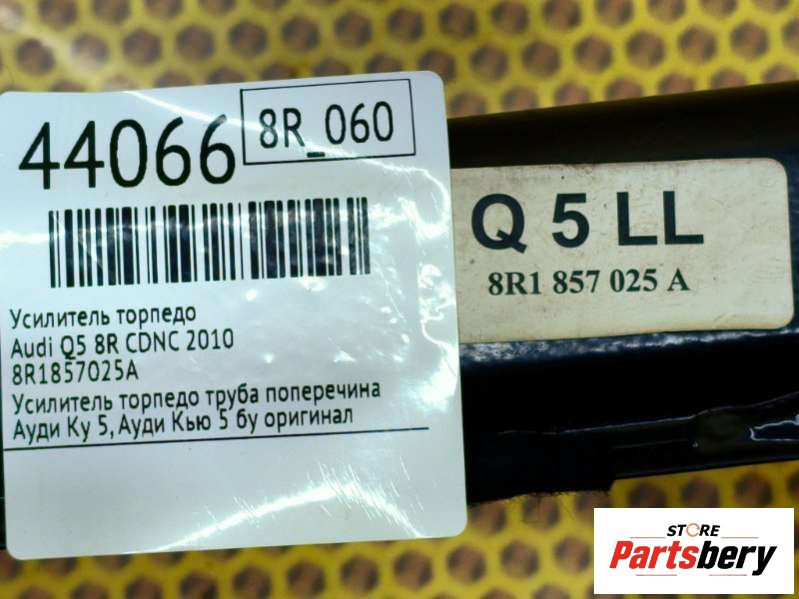 44066
8R_060
Усилитель торпедо
Audi Q5 8R CDNC 2010
8R1857025A
Усилитель торпедо труба поперечина
Ауди Ку 5, Ауди Кью 5 бу оригинал
Q 5 LL
8R1 857 025 A
STORE
Partsbery